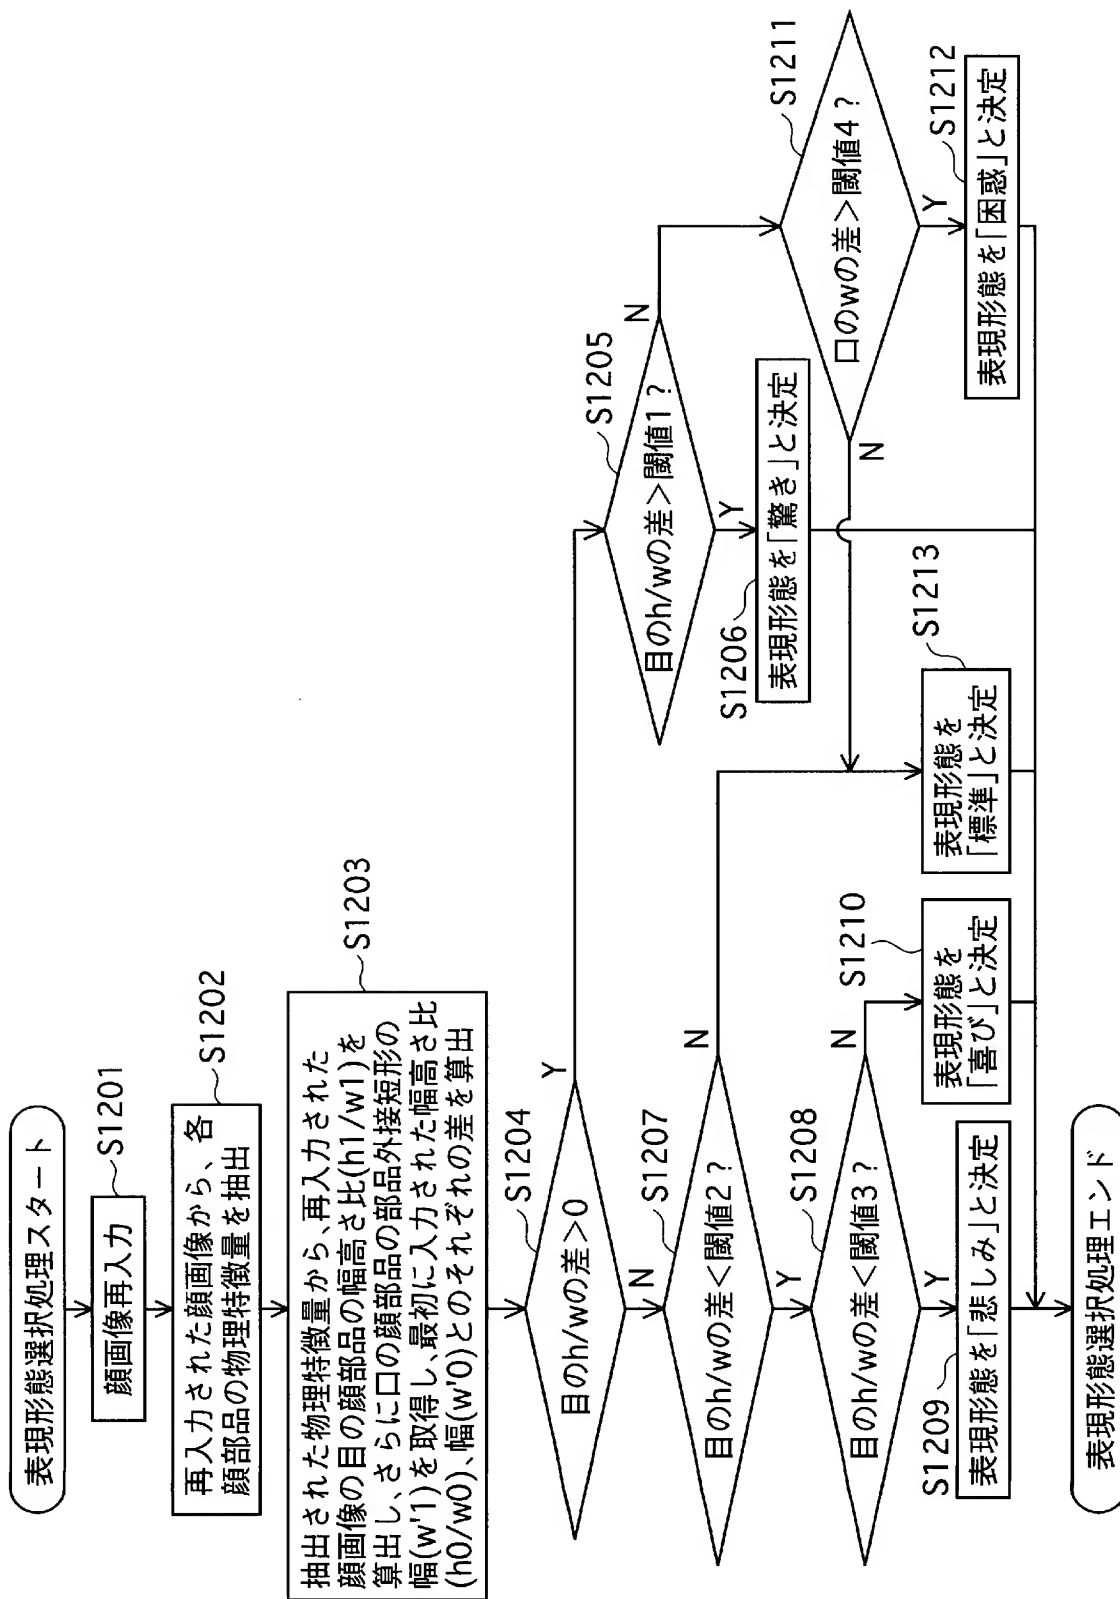 表現形態選択処理スタート
顔画像再入力
S1201
再入力された顔画像から、各
顔部品の物理特徴量を抽出
S1202
抽出された物理特徴量から、再入力された
顔画像の目の顔部品の幅高さ比(h1/w1)を
算出し、さらに口の顔部品の部品外接短形の
幅(w'1)を取得し、最初に入力された幅高さ比
(h0/w0)、幅(w'0)とのそれぞれの差を算出
S1203
目のh/wの差>0
S1204
Y
N
目のh/wの差>閾値1?
S1205
N
Y
表現形態を「驚き」と決定
S1206
目のh/wの差<閾値2?
S1207
N
Y
目のh/wの差<閾値3?
S1208
N
Y
表現形態を「悲しみ」と決定
S1209
表現形態を
「喜び」と決定
S1210
口のwの差>閾値4?
S1211
N
Y
表現形態を「困惑」と決定
S1212
表現形態を
「標準」と決定
S1213
表現形態選択処理エンド